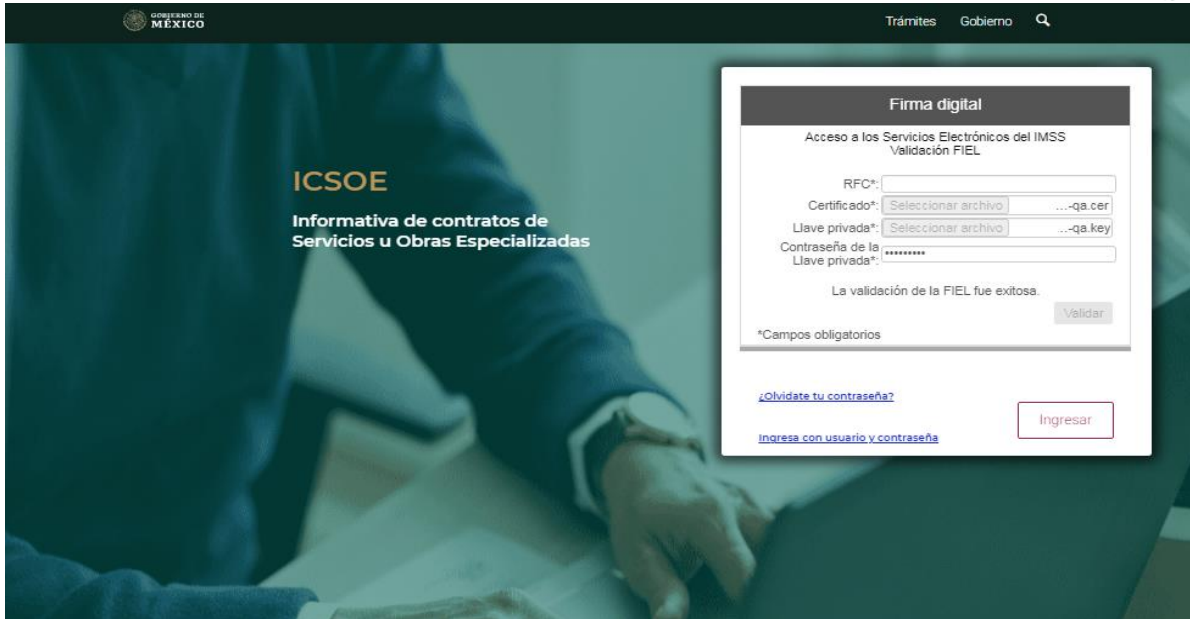 GOBIERNO DE
MÉXICO
Trámites Gobierno
ICSOE
Informativa de contratos de
Servicios u Obras Especializadas
Firma digital
Acceso a los Servicios Electrónicos del IMSS
Validación FIEL
RFC*:
Certificado*: Seleccionar archivo ...-qa.cer
Llave privada*: Seleccionar archivo ...-qa.key
Contraseña de la
Llave privada*: •••••••••
La validación de la FIEL fue exitosa.
Validar
*Campos obligatorios
¿Olvidate tu contraseña?
Ingresar
Ingresa con usuario y contraseña